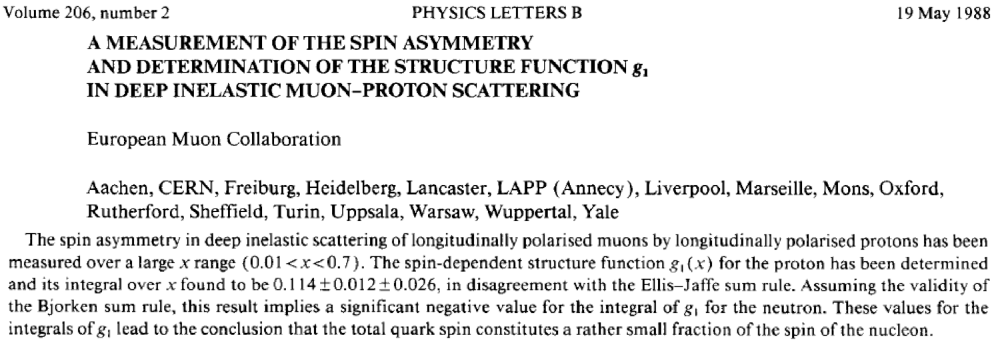 Volume 206, number 2 PHYSICS LETTERS B 19 May 1988
A MEASUREMENT OF THE SPIN ASYMMETRY
AND DETERMINATION OF THE STRUCTURE FUNCTION g₁
IN DEEP INELASTIC MUON–PROTON SCATTERING
European Muon Collaboration
Aachen, CERN, Freiburg, Heidelberg, Lancaster, LAPP (Annecy), Liverpool, Marseille, Mons, Oxford,
Rutherford, Sheffield, Turin, Uppsala, Warsaw, Wuppertal, Yale
The spin asymmetry in deep inelastic scattering of longitudinally polarised muons by longitudinally polarised protons has been
measured over a large x range (0.01<x<0.7). The spin-dependent structure function g₁(x) for the proton has been determined
and its integral over x found to be 0.114±0.012±0.026, in disagreement with the Ellis–Jaffe sum rule. Assuming the validity of
the Bjorken sum rule, this result implies a significant negative value for the integral of g₁ for the neutron. These values for the
integrals of g₁ lead to the conclusion that the total quark spin constitutes a rather small fraction of the spin of the nucleon.